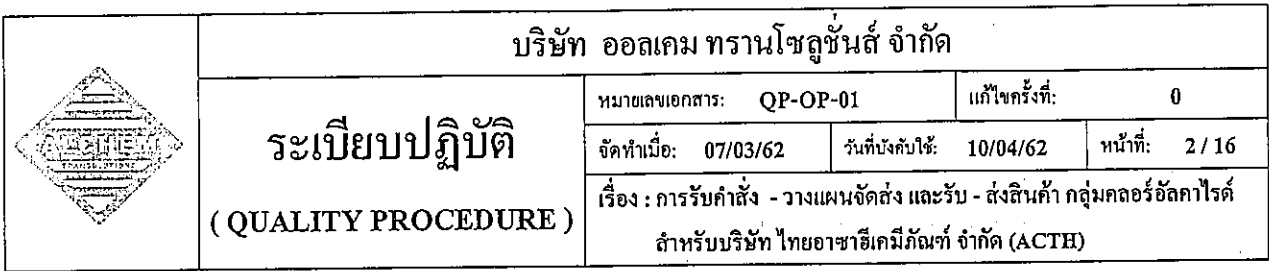 บริษัท ออลเคม ทรานโซลูชั่นส์ จำกัด
ALCHEM
ระเบียบปฏิบัติ
( QUALITY PROCEDURE )
หมายเลขเอกสาร: QP-OP-01 แก้ไขครั้งที่: 0
จัดทำเมื่อ: 07/03/62 วันที่บังคับใช้: 10/04/62 หน้าที่: 2 / 16
เรื่อง : การรับคำสั่ง - วางแผนจัดส่ง และรับ - ส่งสินค้า กลุ่มคลอร์อัลคาไรด์
สำหรับบริษัท ไทยอาซาฮีเคมีภัณฑ์ จำกัด (ACTH)